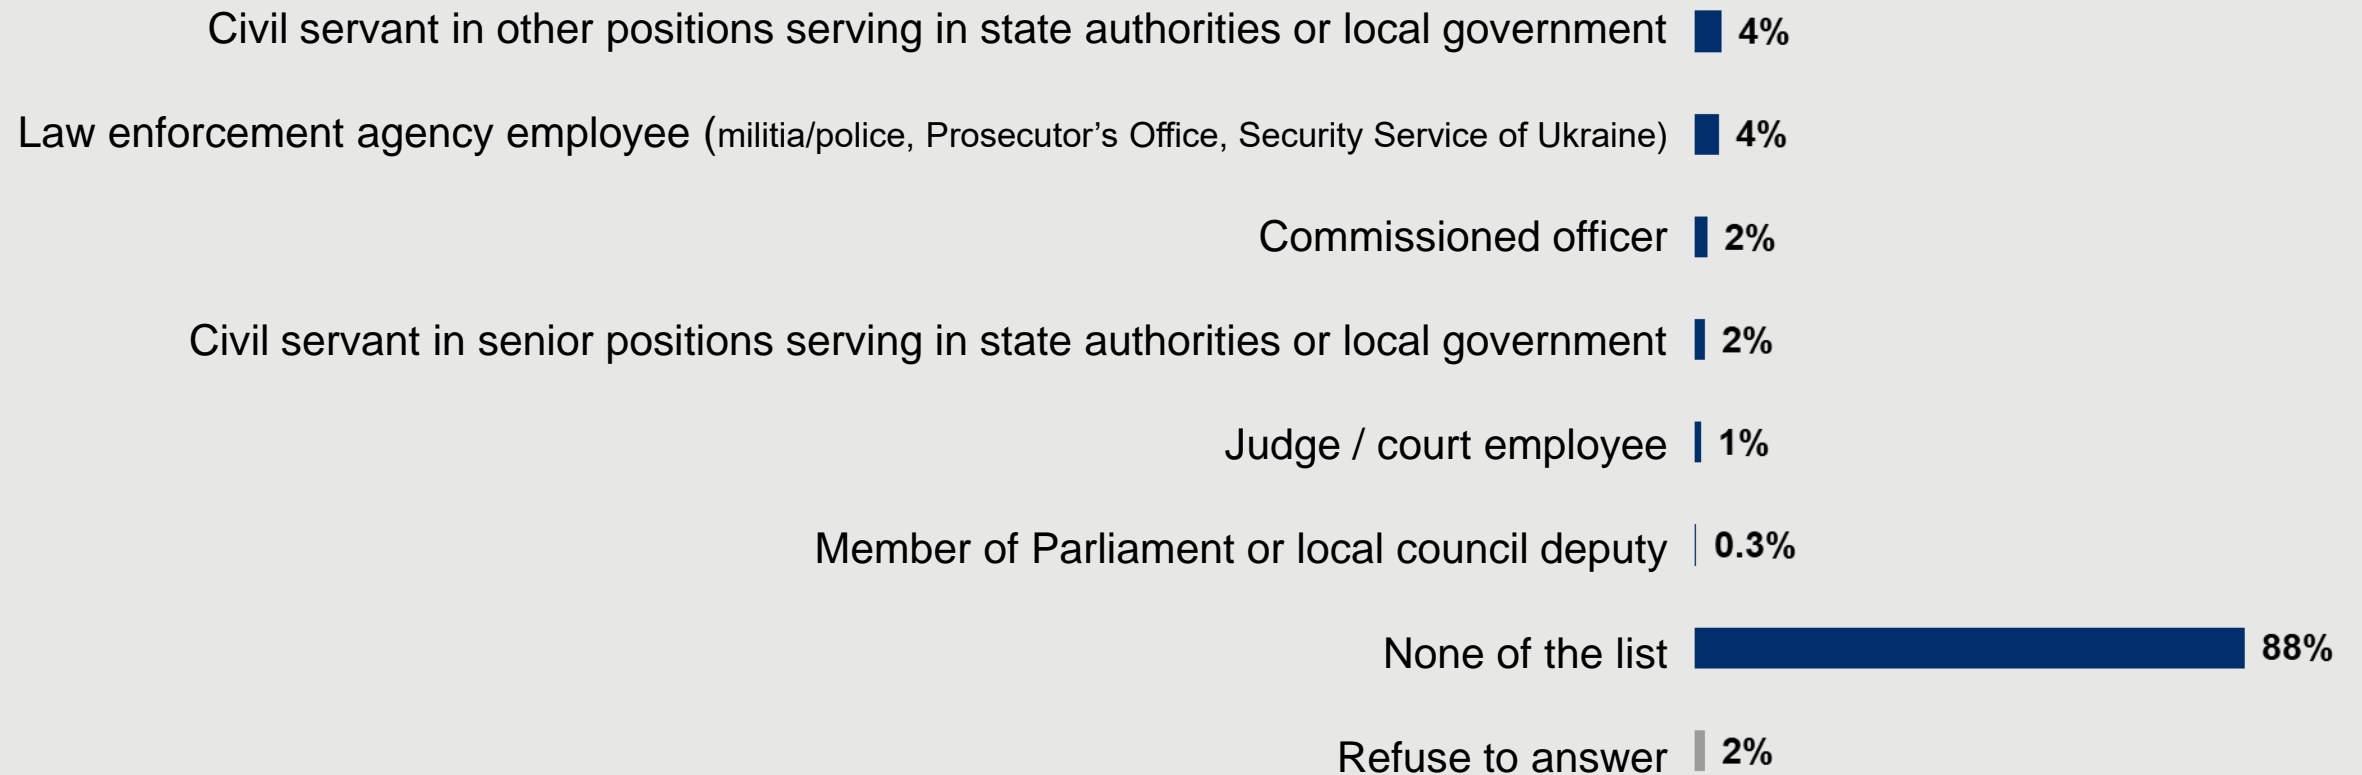 Civil servant in other positions serving in state authorities or local government 4%
Law enforcement agency employee (militia/police, Prosecutor’s Office, Security Service of Ukraine) 4%
Commissioned officer 2%
Civil servant in senior positions serving in state authorities or local government 2%
Judge / court employee 1%
Member of Parliament or local council deputy 0.3%
None of the list 88%
Refuse to answer 2%